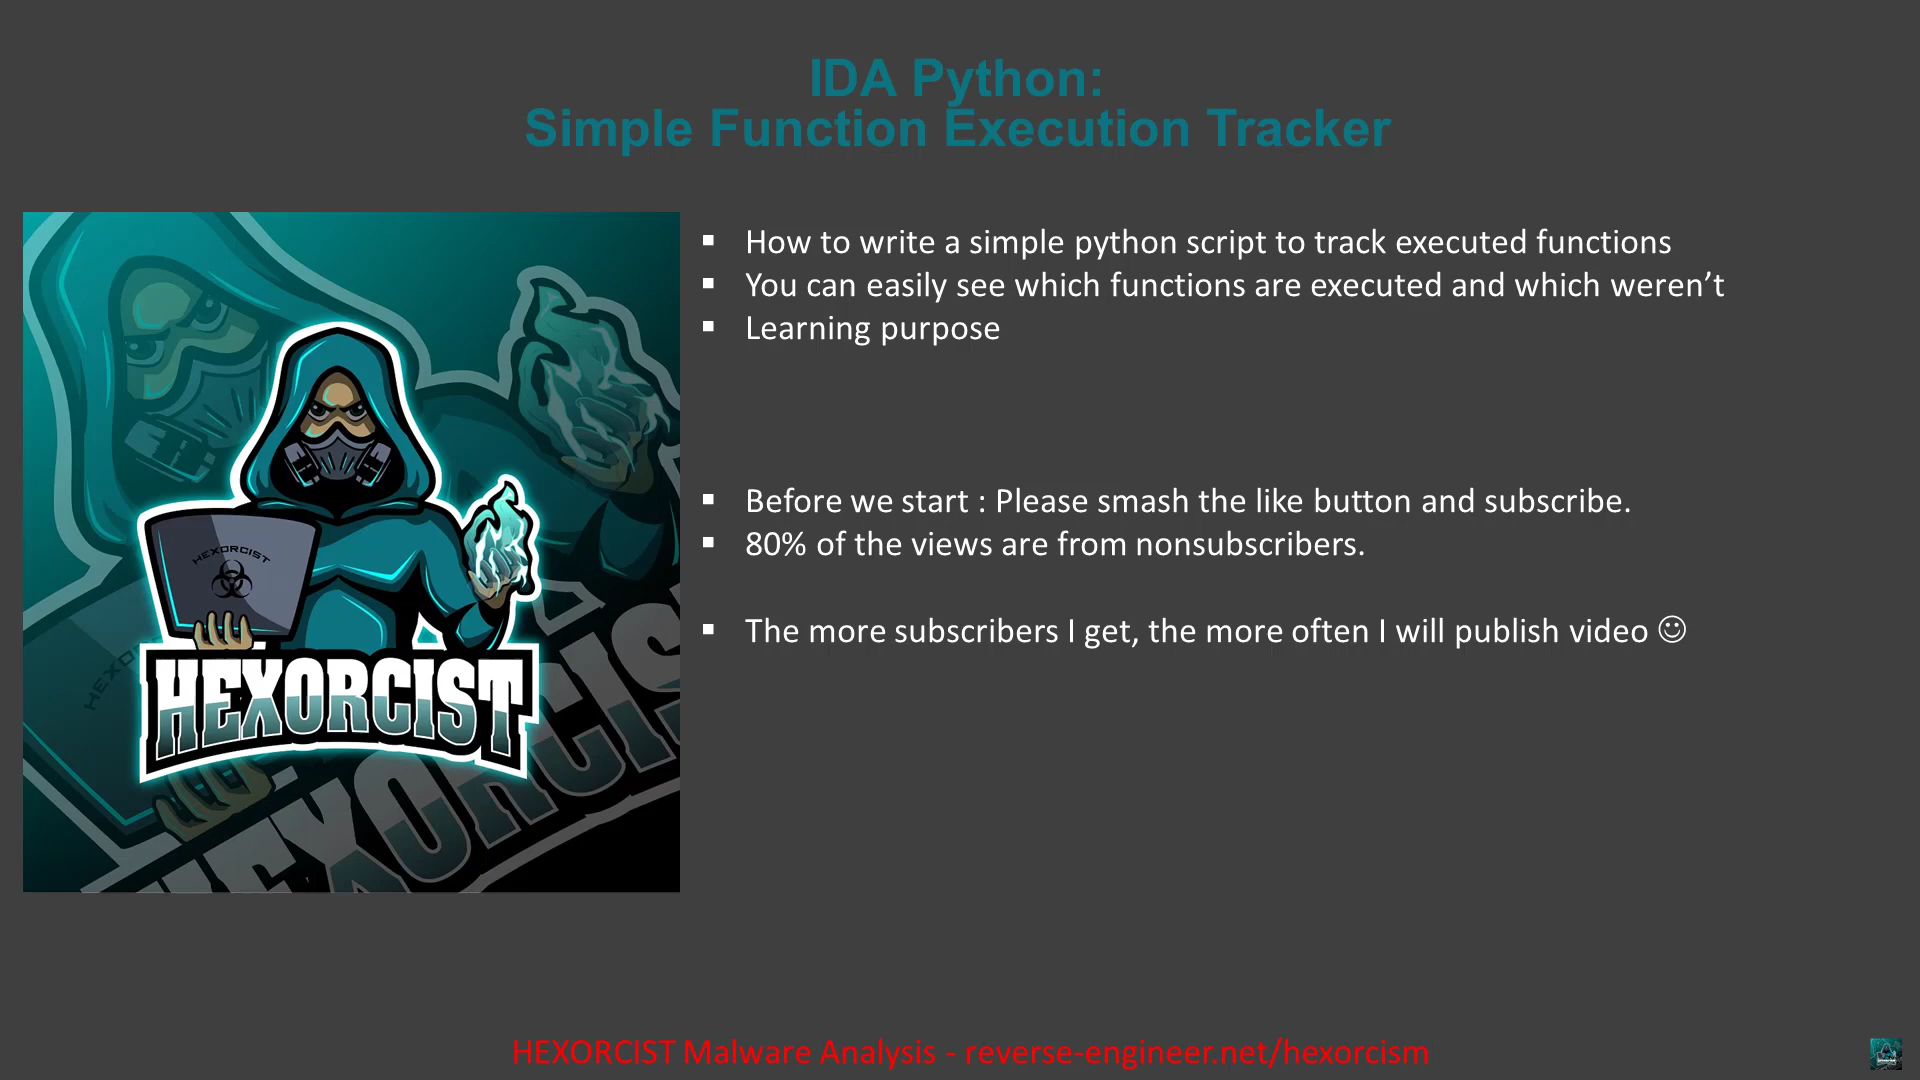 IDA Python:
Simple Function Execution Tracker
▪ How to write a simple python script to track executed functions
▪ You can easily see which functions are executed and which weren’t
▪ Learning purpose
▪ Before we start : Please smash the like button and subscribe.
▪ 80% of the views are from nonsubscribers.
▪ The more subscribers I get, the more often I will publish video ☺
HEXORCIST
HEXORCIST
HEXORCIS
HEXORCIST Malware Analysis - reverse-engineer.net/hexorcism